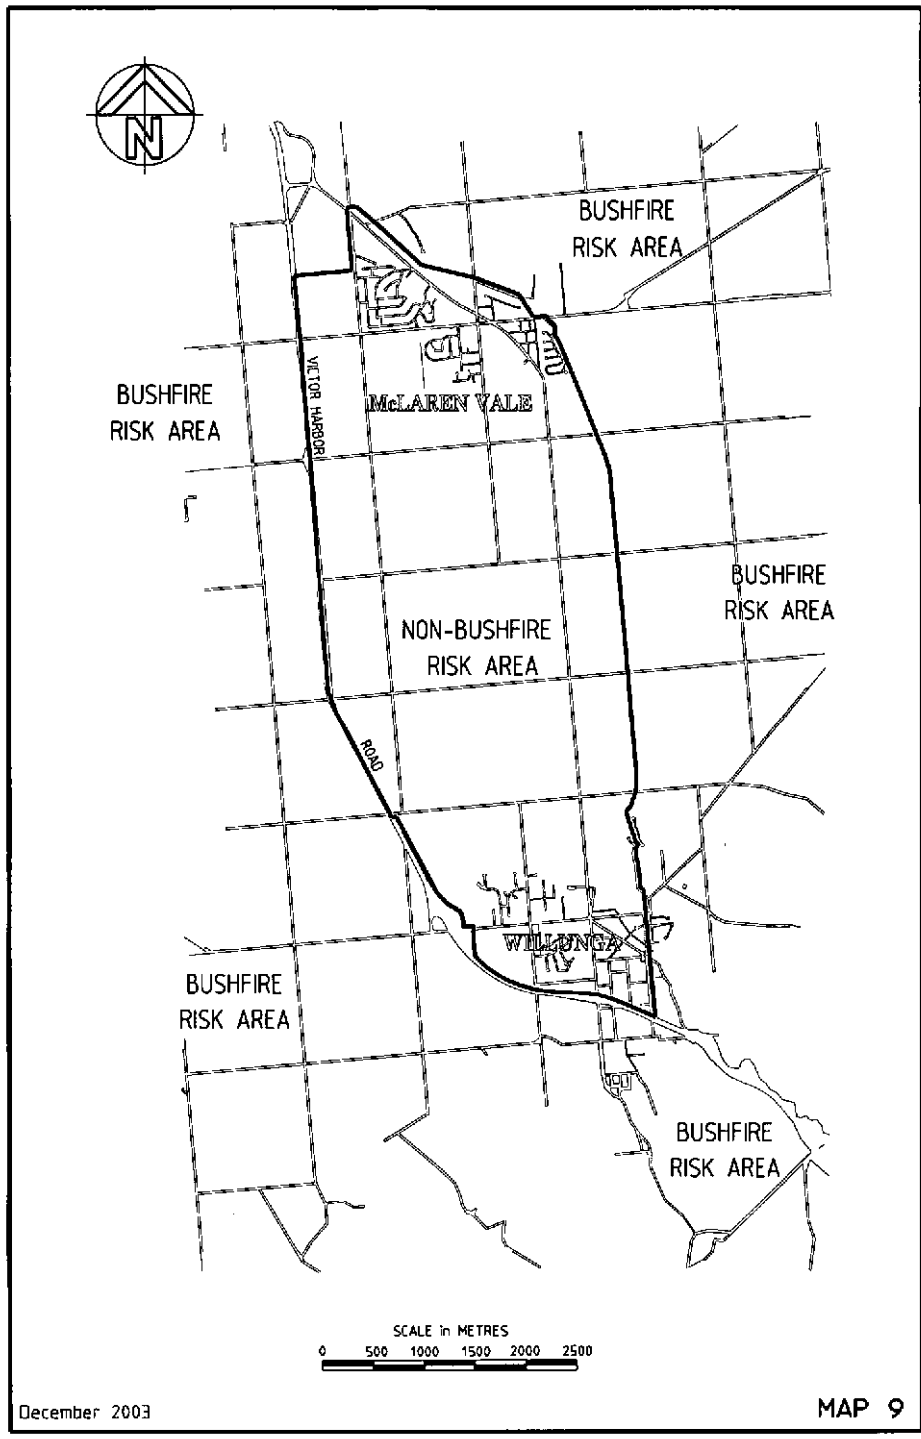 N
BUSHFIRE
RISK AREA
BUSHFIRE
RISK AREA
VICTOR HARBOR
McLAREN VALE
BUSHFIRE
RISK AREA
NON-BUSHFIRE
RISK AREA
ROAD
WILLUNGA
BUSHFIRE
RISK AREA
BUSHFIRE
RISK AREA
SCALE in METRES
0 500 1000 1500 2000 2500
December 2003
MAP 9